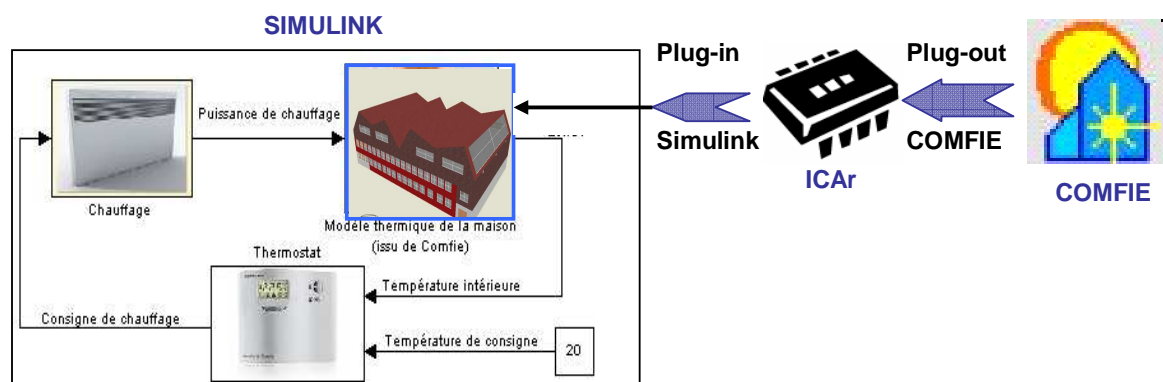 SIMULINK
Puissance de chauffage
Chauffage
Modèle thermique de la maison
(issu de Comfie)
Thermostat
Température intérieure
Consigne de chauffage
Température de consigne
20
Plug-in
Simulink
ICAr
Plug-out
COMFIE
COMFIE